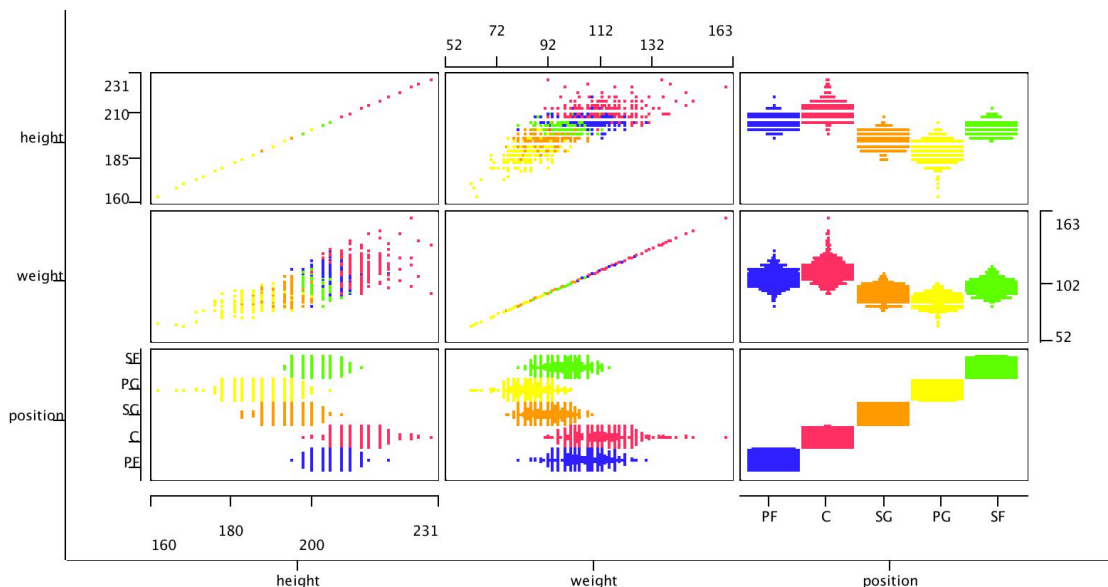 72 112 163
52 92 132
231
210
height
185
160
weight
163
102
52
SF
PG
SG
position
C
PF
PF C SG PG SF
180 231
160 200
height weight position